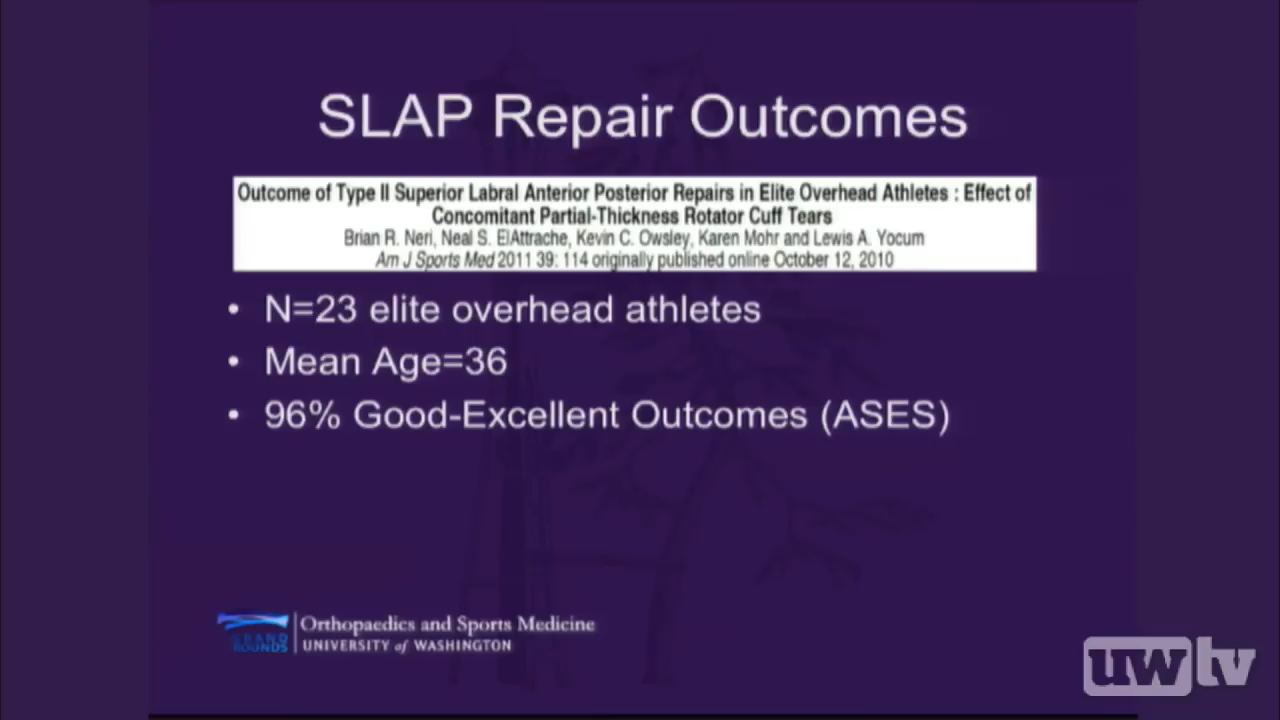 SLAP Repair Outcomes
Outcome of Type II Superior Labral Anterior Posterior Repairs in Elite Overhead Athletes : Effect of
Concomitant Partial-Thickness Rotator Cuff Tears
Brian R. Neri, Neal S. ElAttrache, Kevin C. Owsley, Karen Mohr and Lewis A. Yocum
Am J Sports Med 2011 39: 114 originally published online October 12, 2010
• N=23 elite overhead athletes
• Mean Age=36
• 96% Good-Excellent Outcomes (ASES)
GRAND
ROUNDS
Orthopaedics and Sports Medicine
UNIVERSITY of WASHINGTON
uwtv